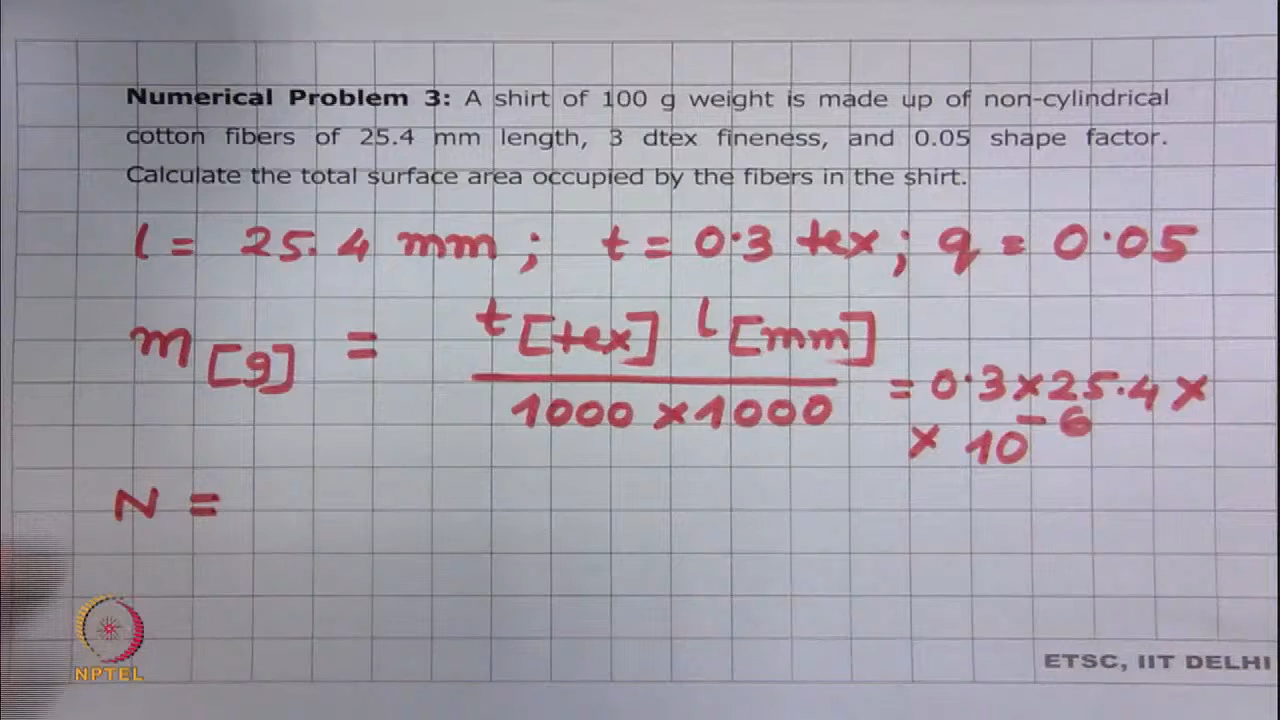 Numerical Problem 3: A shirt of 100 g weight is made up of non-cylindrical
cotton fibers of 25.4 mm length, 3 dtex fineness, and 0.05 shape factor.
Calculate the total surface area occupied by the fibers in the shirt.
l = 25.4 mm ; t = 0.3 tex ; q = 0.05
m [g] = t [tex] l [mm]
1000 × 1000
= 0.3 × 25.4 ×
× 10⁻⁶
N =
NPTEL
ETSC, IIT DELHI